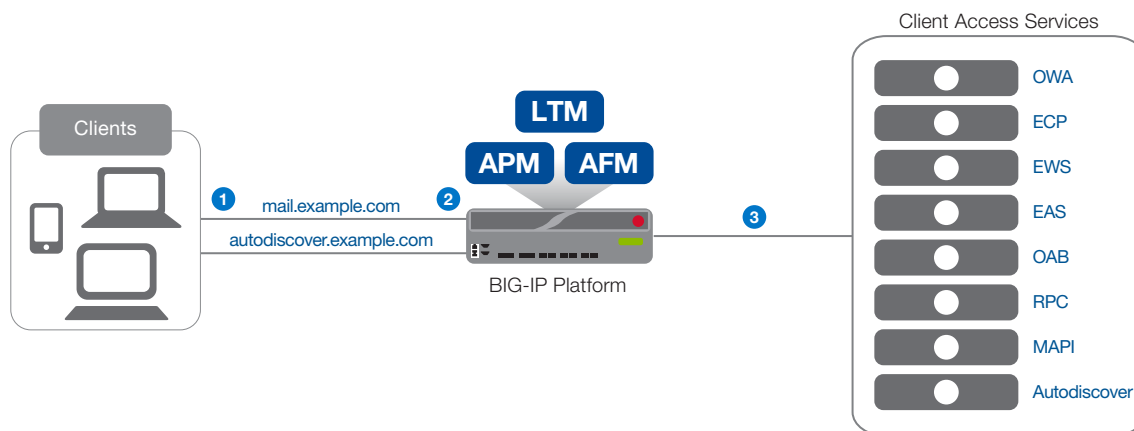 Client Access Services
Clients
1
mail.example.com
2
autodiscover.example.com
LTM
APM
AFM
BIG-IP Platform
3
OWA
ECP
EWS
EAS
OAB
RPC
MAPI
Autodiscover